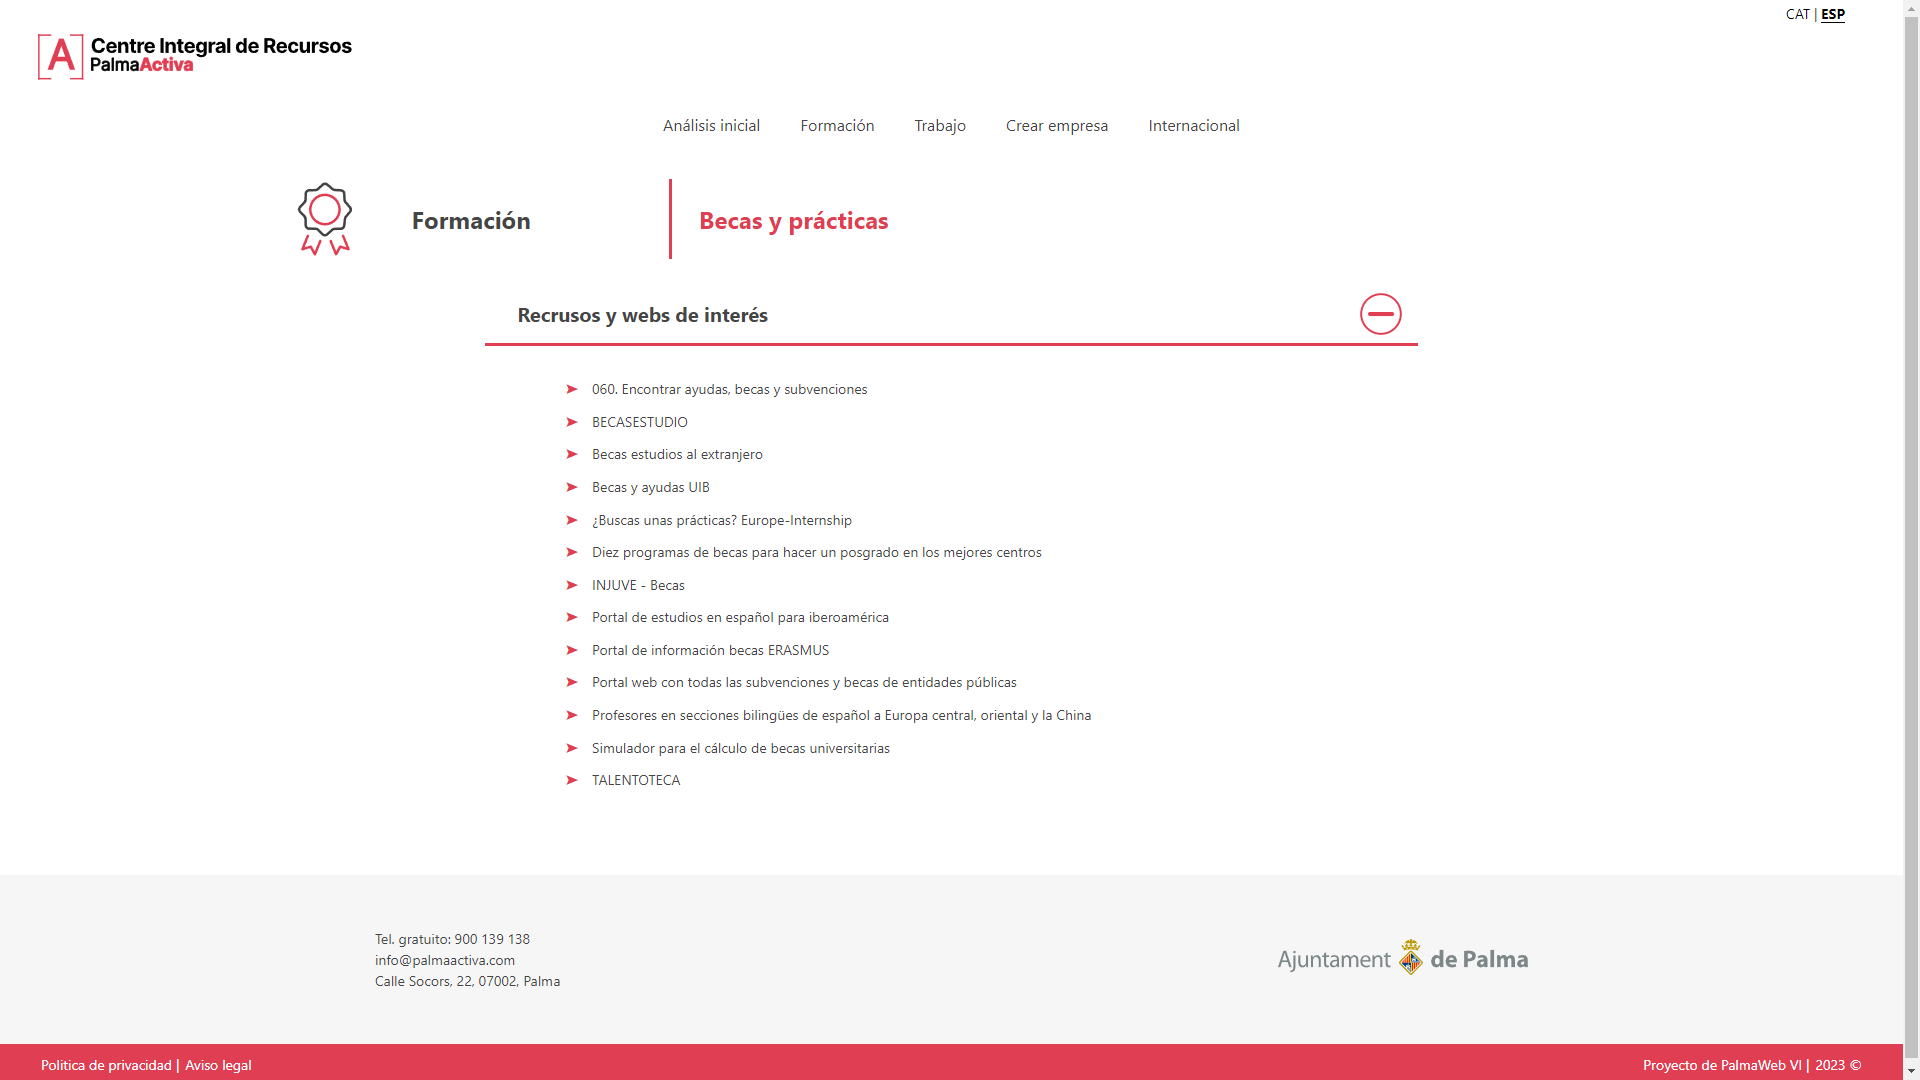 CAT | ESP
[A] Centre Integral de Recursos
PalmaActiva
Análisis inicial Formación Trabajo Crear empresa Internacional
Formación
Becas y prácticas
Recrusos y webs de interés
➤ 060. Encontrar ayudas, becas y subvenciones
➤ BECASESTUDIO
➤ Becas estudios al extranjero
➤ Becas y ayudas UIB
➤ ¿Buscas unas prácticas? Europe-Internship
➤ Diez programas de becas para hacer un posgrado en los mejores centros
➤ INJUVE - Becas
➤ Portal de estudios en español para iberoamérica
➤ Portal de información becas ERASMUS
➤ Portal web con todas las subvenciones y becas de entidades públicas
➤ Profesores en secciones bilingües de español a Europa central, oriental y la China
➤ Simulador para el cálculo de becas universitarias
➤ TALENTOTECA
Tel. gratuito: 900 139 138
info@palmaactiva.com
Calle Socors, 22, 07002, Palma
Ajuntament de Palma
Politica de privacidad | Aviso legal
Proyecto de PalmaWeb VI | 2023 ©